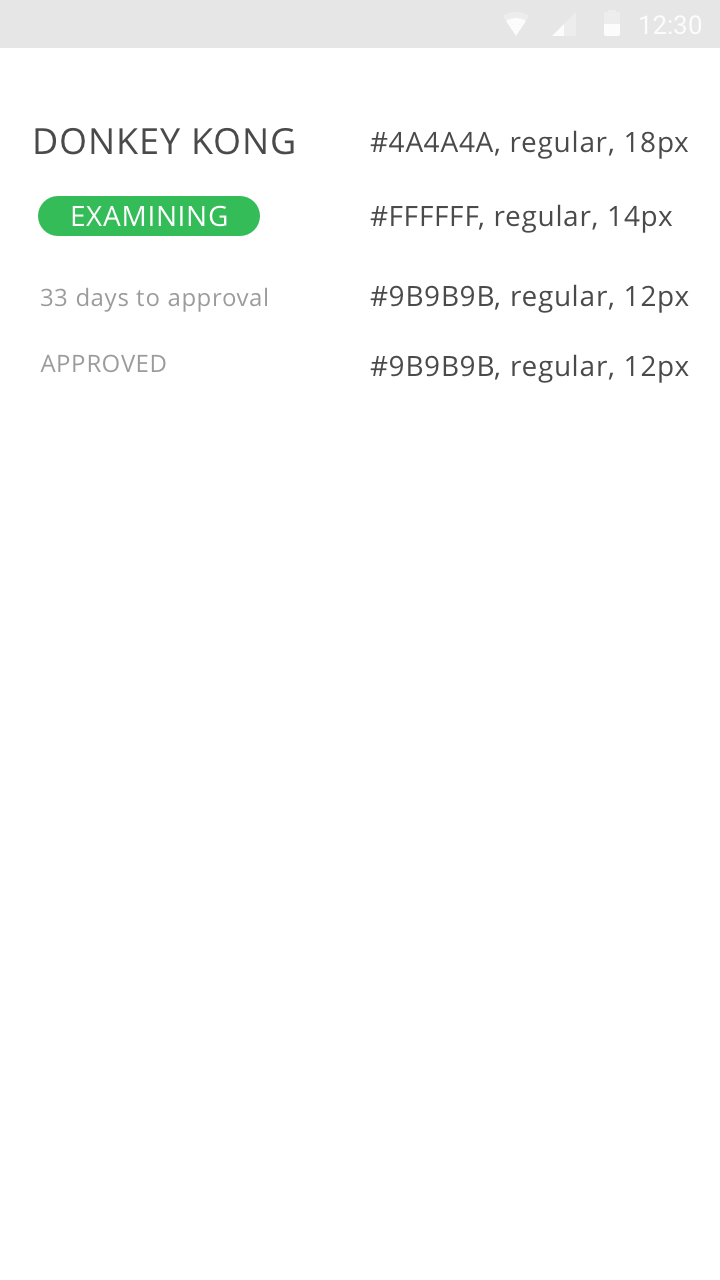 12:30
DONKEY KONG #4A4A4A, regular, 18px
EXAMINING #FFFFFF, regular, 14px
33 days to approval #9B9B9B, regular, 12px
APPROVED #9B9B9B, regular, 12px